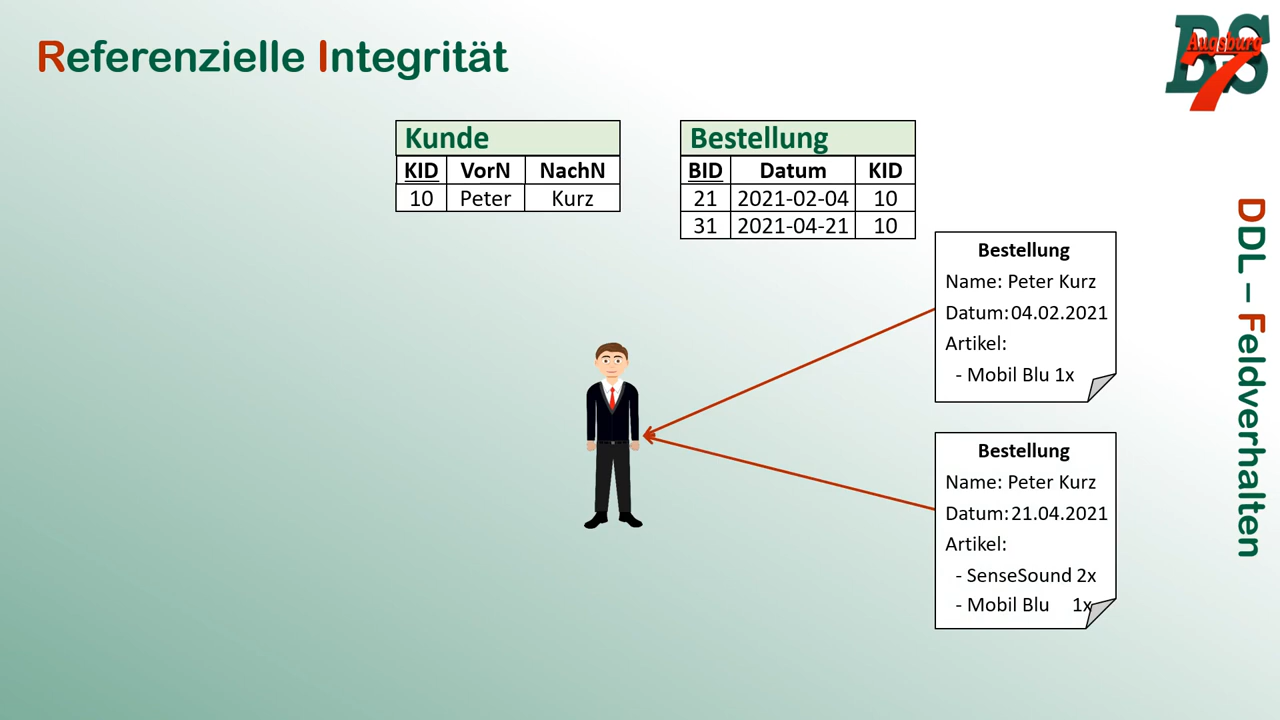 Referenzielle Integrität
BS Augsburg 7
Kunde
KID VorN NachN
10 Peter Kurz
Bestellung
BID Datum KID
21 2021-02-04 10
31 2021-04-21 10
Bestellung
Name: Peter Kurz
Datum: 04.02.2021
Artikel:
- Mobil Blu 1x
Bestellung
Name: Peter Kurz
Datum: 21.04.2021
Artikel:
- SenseSound 2x
- Mobil Blu 1x
DDL – Feldverhalten